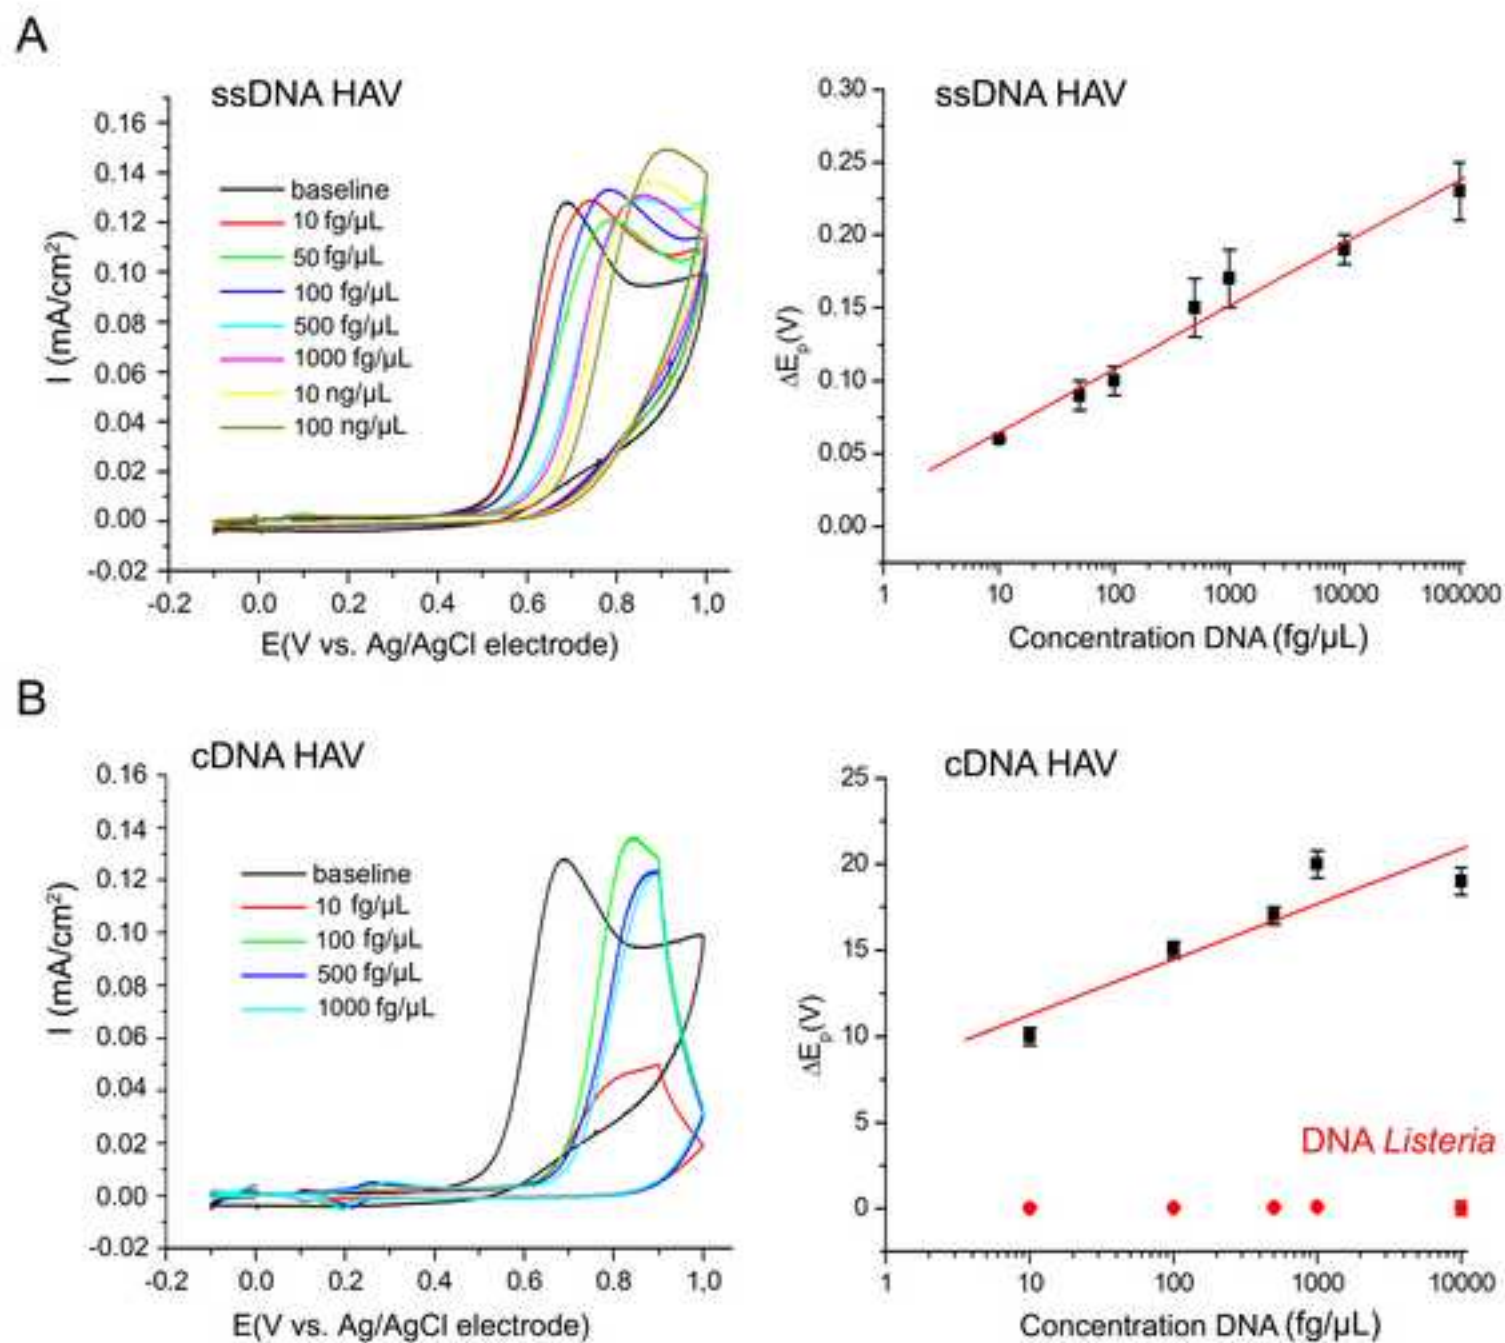 A
ssDNA HAV
0.16
0.14
0.12
0.10
0.08
0.06
0.04
0.02
0.00
-0.02
I (mA/cm²)
baseline
10 fg/µL
50 fg/µL
100 fg/µL
500 fg/µL
1000 fg/µL
10 ng/µL
100 ng/µL
-0.2 0.0 0.2 0.4 0.6 0.8 1,0
E(V vs. Ag/AgCl electrode)
ssDNA HAV
0.30
0.25
0.20
0.15
0.10
0.05
0.00
ΔEp(V)
1 10 100 1000 10000 100000
Concentration DNA (fg/µL)
B
cDNA HAV
0.16
0.14
0.12
0.10
0.08
0.06
0.04
0.02
0.00
-0.02
I (mA/cm²)
baseline
10 fg/µL
100 fg/µL
500 fg/µL
1000 fg/µL
-0.2 0.0 0.2 0.4 0.6 0.8 1,0
E(V vs. Ag/AgCl electrode)
cDNA HAV
25
20
15
10
5
0
ΔEp(V)
DNA Listeria
1 10 100 1000 10000
Concentration DNA (fg/µL)